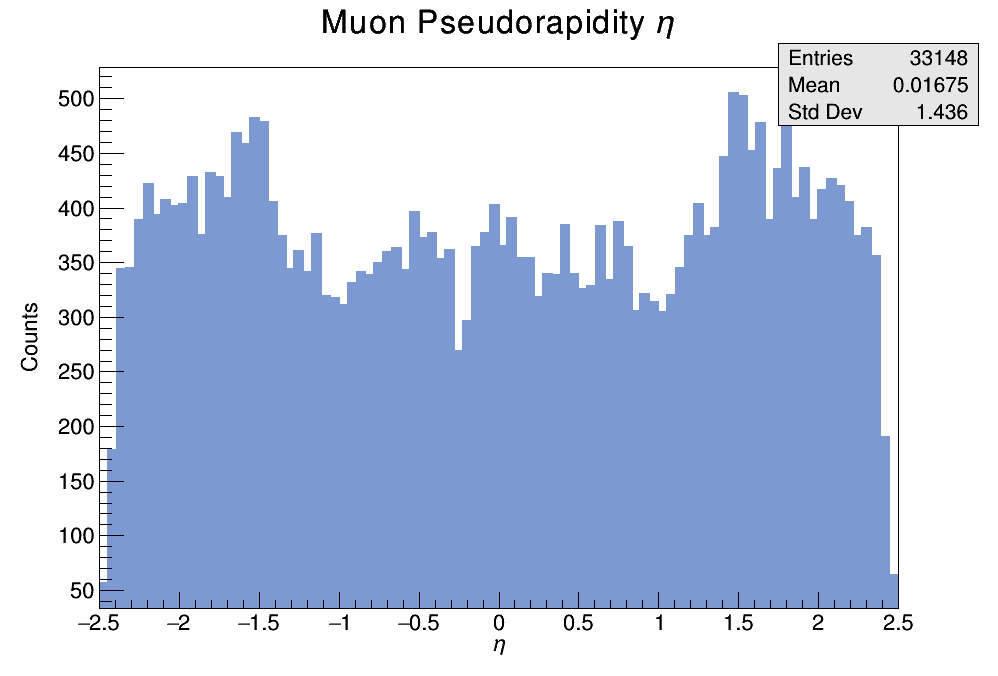 Muon Pseudorapidity η
Entries 33148
Mean 0.01675
Std Dev 1.436
Counts
500
450
400
350
300
250
200
150
100
50
−2.5 −2 −1.5 −1 −0.5 0 0.5 1 1.5 2 2.5
η